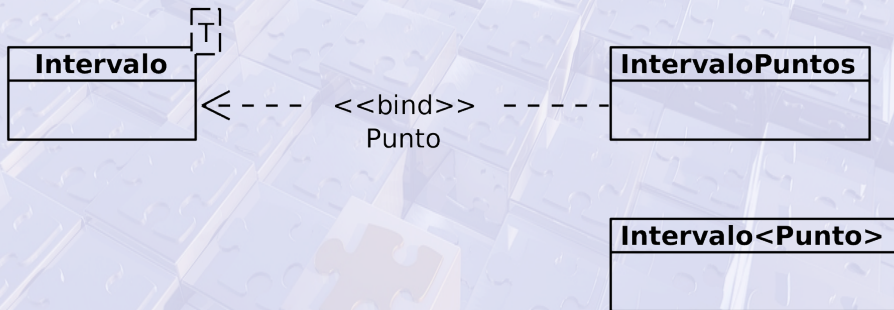 T
Intervalo
IntervaloPuntos
<<bind>>
Punto
Intervalo<Punto>